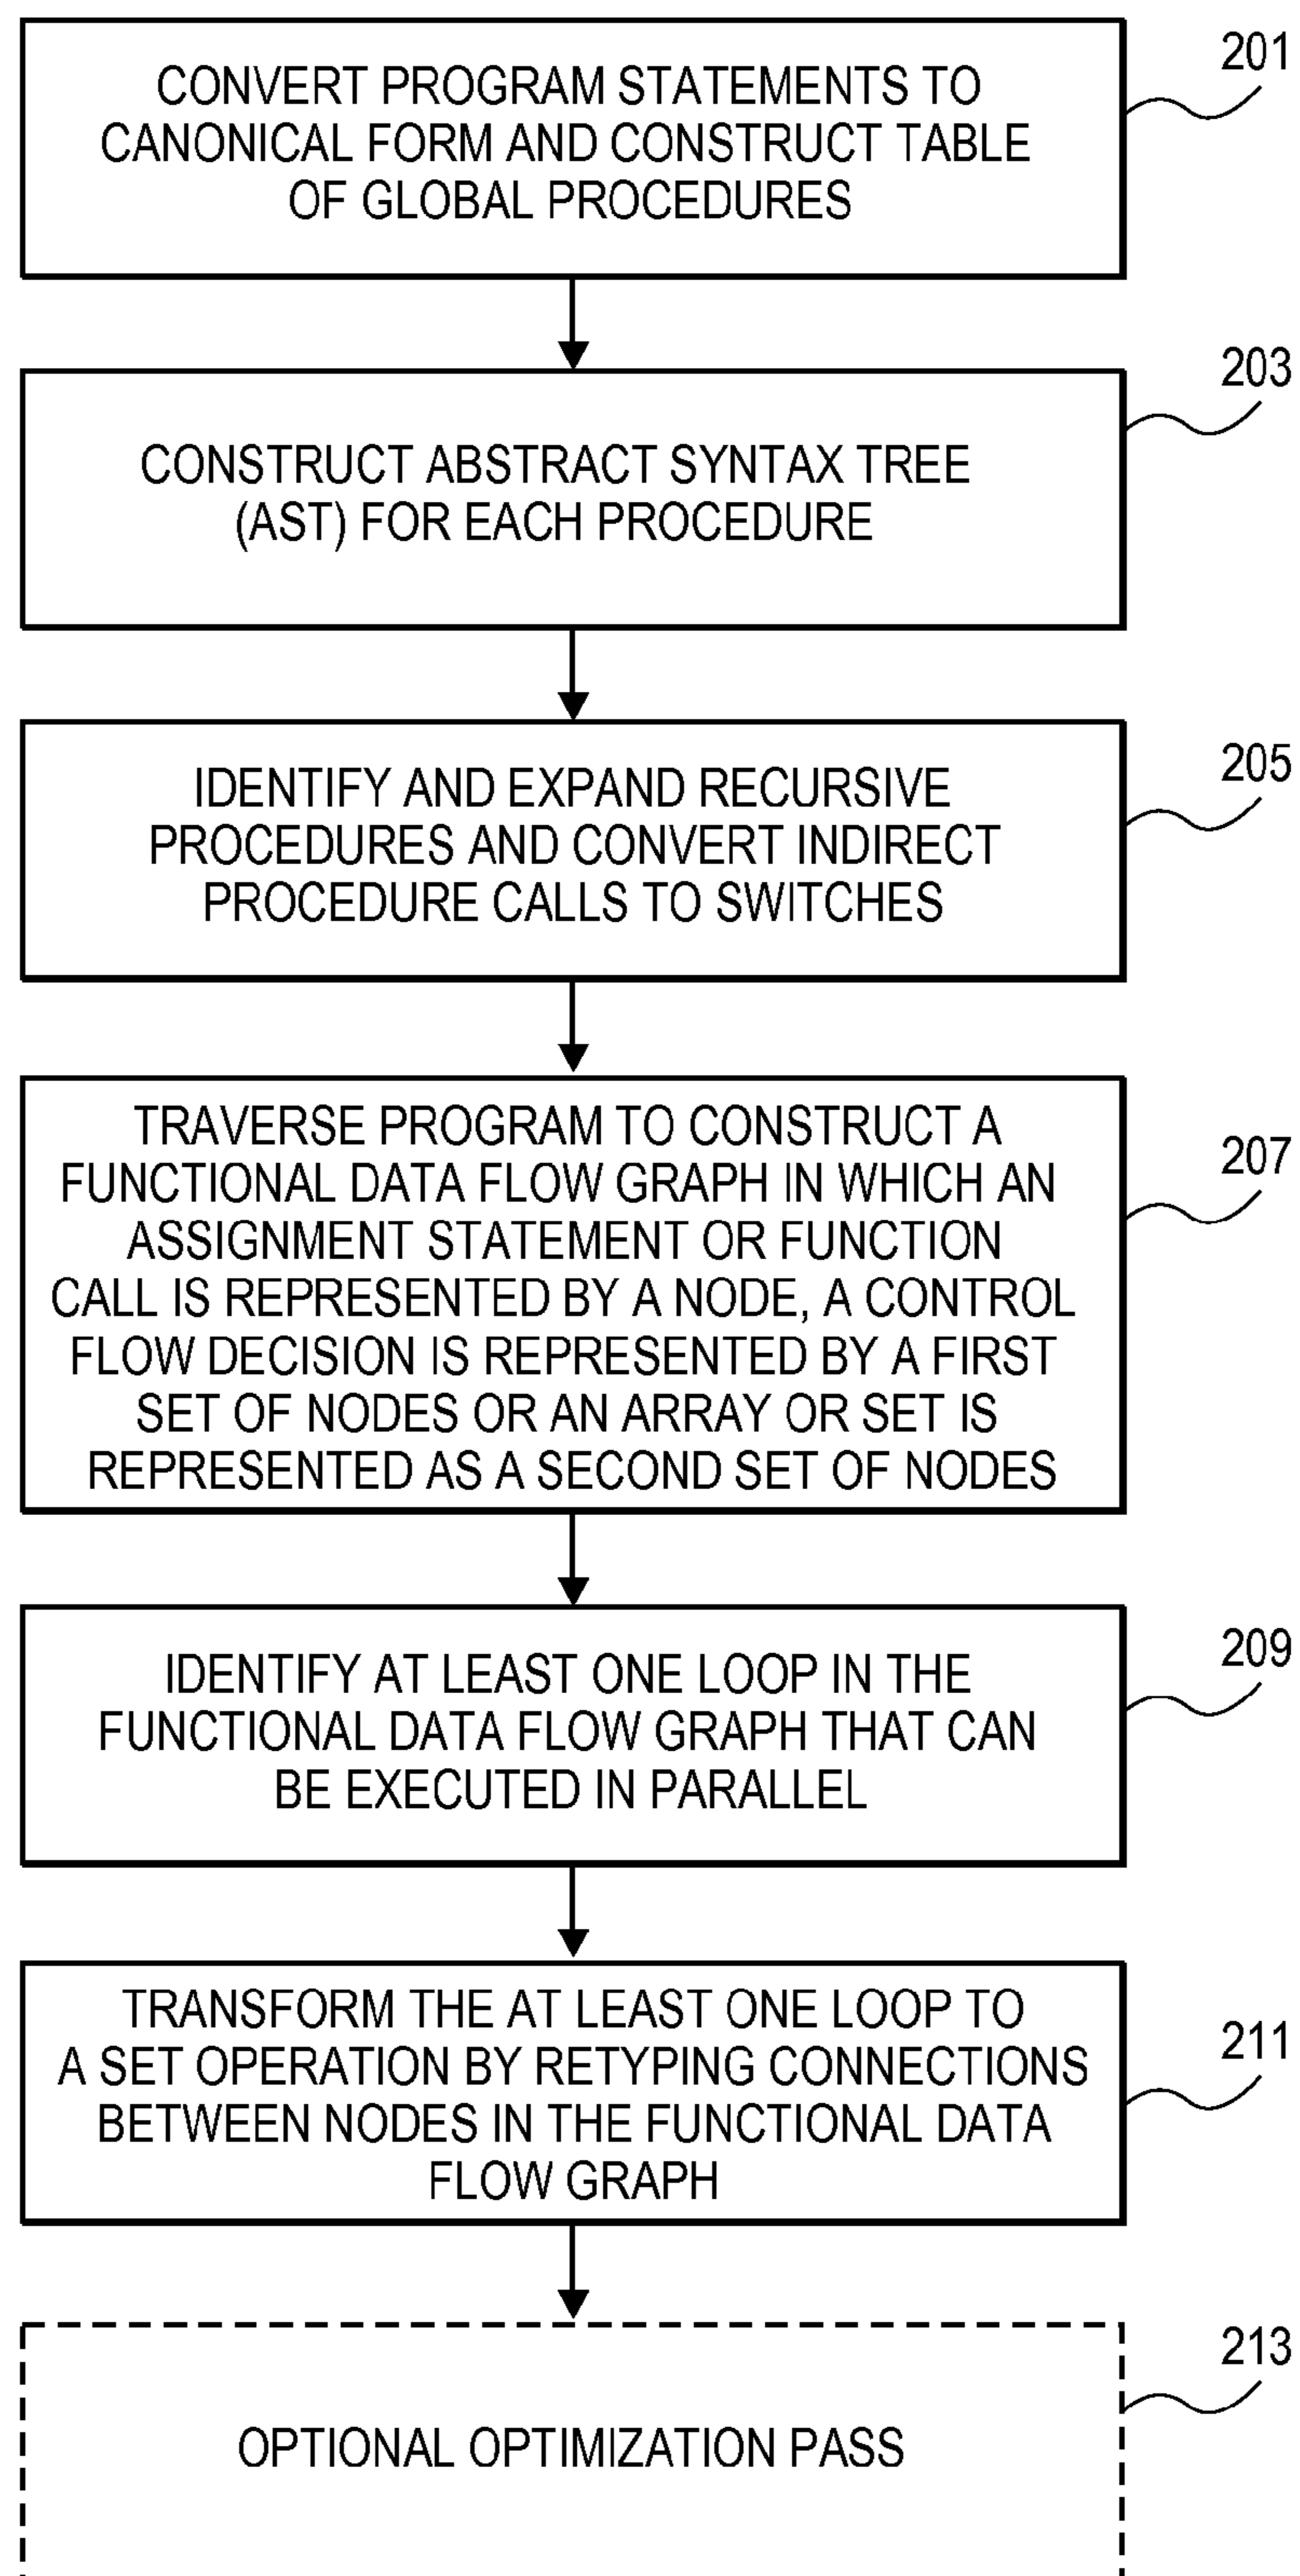 201
CONVERT PROGRAM STATEMENTS TO
CANONICAL FORM AND CONSTRUCT TABLE
OF GLOBAL PROCEDURES
203
CONSTRUCT ABSTRACT SYNTAX TREE
(AST) FOR EACH PROCEDURE
205
IDENTIFY AND EXPAND RECURSIVE
PROCEDURES AND CONVERT INDIRECT
PROCEDURE CALLS TO SWITCHES
207
TRAVERSE PROGRAM TO CONSTRUCT A
FUNCTIONAL DATA FLOW GRAPH IN WHICH AN
ASSIGNMENT STATEMENT OR FUNCTION
CALL IS REPRESENTED BY A NODE, A CONTROL
FLOW DECISION IS REPRESENTED BY A FIRST
SET OF NODES OR AN ARRAY OR SET IS
REPRESENTED AS A SECOND SET OF NODES
209
IDENTIFY AT LEAST ONE LOOP IN THE
FUNCTIONAL DATA FLOW GRAPH THAT CAN
BE EXECUTED IN PARALLEL
211
TRANSFORM THE AT LEAST ONE LOOP TO
A SET OPERATION BY RETYPING CONNECTIONS
BETWEEN NODES IN THE FUNCTIONAL DATA
FLOW GRAPH
213
OPTIONAL OPTIMIZATION PASS